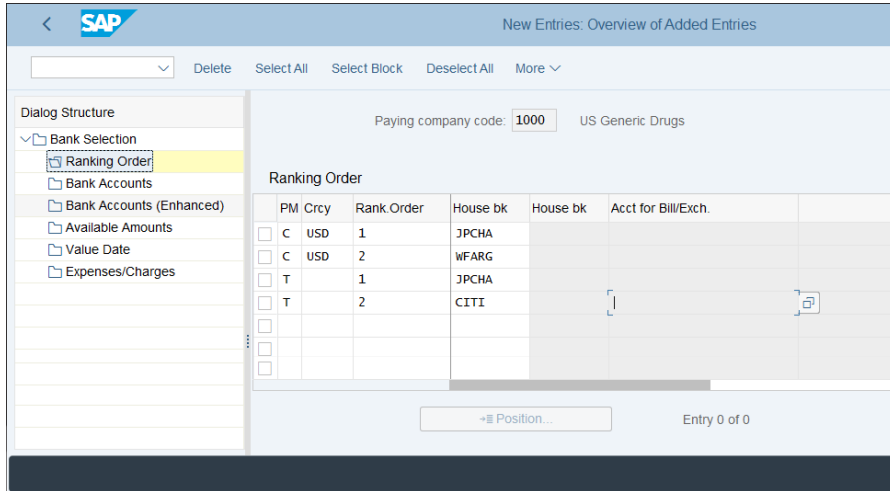 SAP New Entries: Overview of Added Entries
Delete Select All Select Block Deselect All More
Dialog Structure
Bank Selection
Ranking Order
Bank Accounts
Bank Accounts (Enhanced)
Available Amounts
Value Date
Expenses/Charges
Paying company code: 1000 US Generic Drugs
Ranking Order
PM Crcy Rank.Order House bk House bk Acct for Bill/Exch.
C USD 1 JPCHA
C USD 2 WFARG
T 1 JPCHA
T 2 CITI
Position... Entry 0 of 0